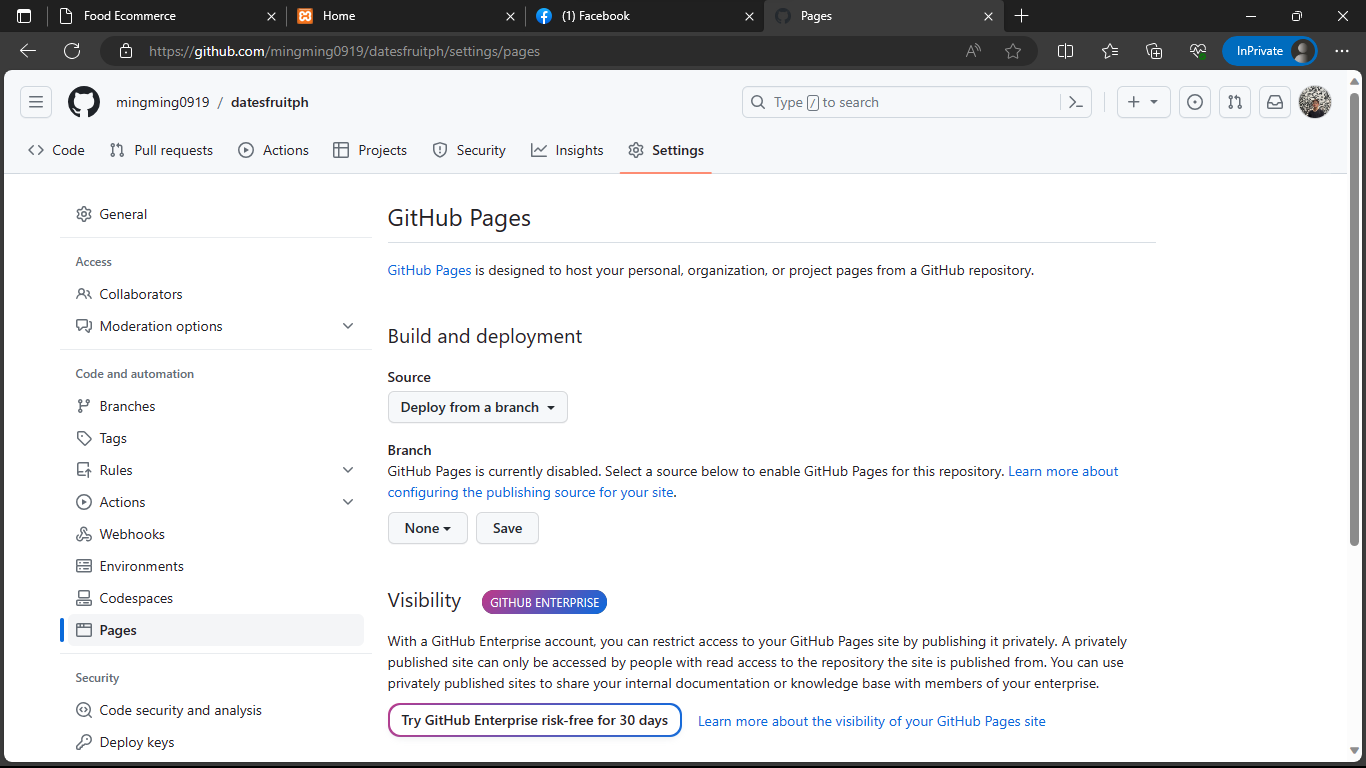 Food Ecommerce
Home
(1) Facebook
Pages
https://github.com/mingming0919/datesfruitph/settings/pages
InPrivate
mingming0919 / datesfruitph
Type / to search
Code
Pull requests
Actions
Projects
Security
Insights
Settings
General
Access
Collaborators
Moderation options
Code and automation
Branches
Tags
Rules
Actions
Webhooks
Environments
Codespaces
Pages
Security
Code security and analysis
Deploy keys
GitHub Pages
GitHub Pages is designed to host your personal, organization, or project pages from a GitHub repository.
Build and deployment
Source
Deploy from a branch
Branch
GitHub Pages is currently disabled. Select a source below to enable GitHub Pages for this repository. Learn more about
configuring the publishing source for your site.
None
Save
Visibility
GITHUB ENTERPRISE
With a GitHub Enterprise account, you can restrict access to your GitHub Pages site by publishing it privately. A privately
published site can only be accessed by people with read access to the repository the site is published from. You can use
privately published sites to share your internal documentation or knowledge base with members of your enterprise.
Try GitHub Enterprise risk-free for 30 days
Learn more about the visibility of your GitHub Pages site